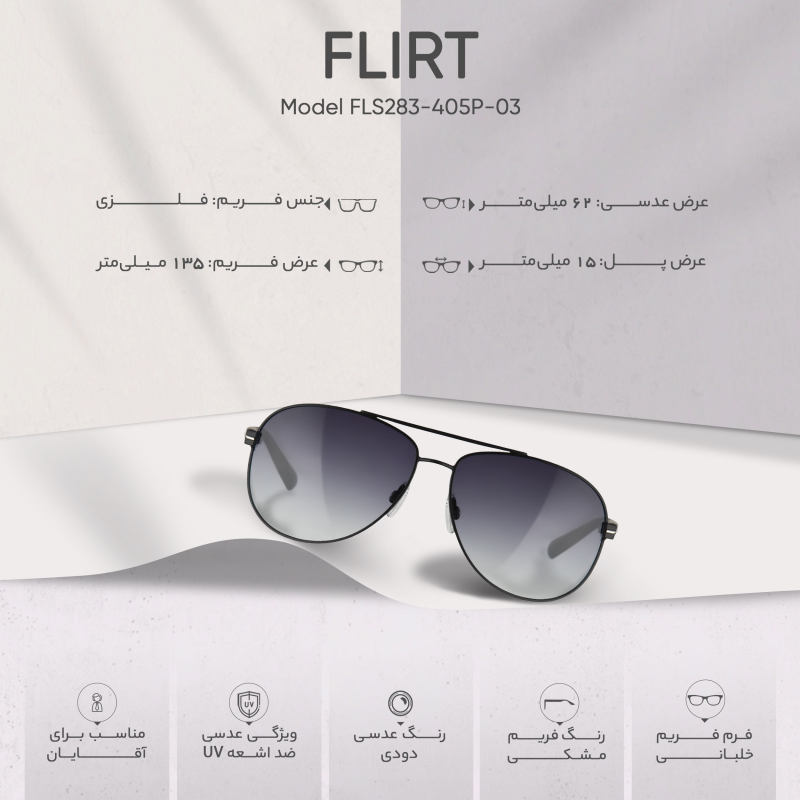 FLIRT
Model FLS283-405P-03
عرض عدسی: ۶۲ میلی‌متر
جنس فریم: فلزی
عرض پل: ۱۵ میلی‌متر
عرض فریم: ۱۳۵ میلی‌متر
فرم فریم
خلبانی
رنگ فریم
مشکی
رنگ عدسی
دودی
UV
ویژگی عدسی
ضد اشعه UV
مناسب برای
آقایان